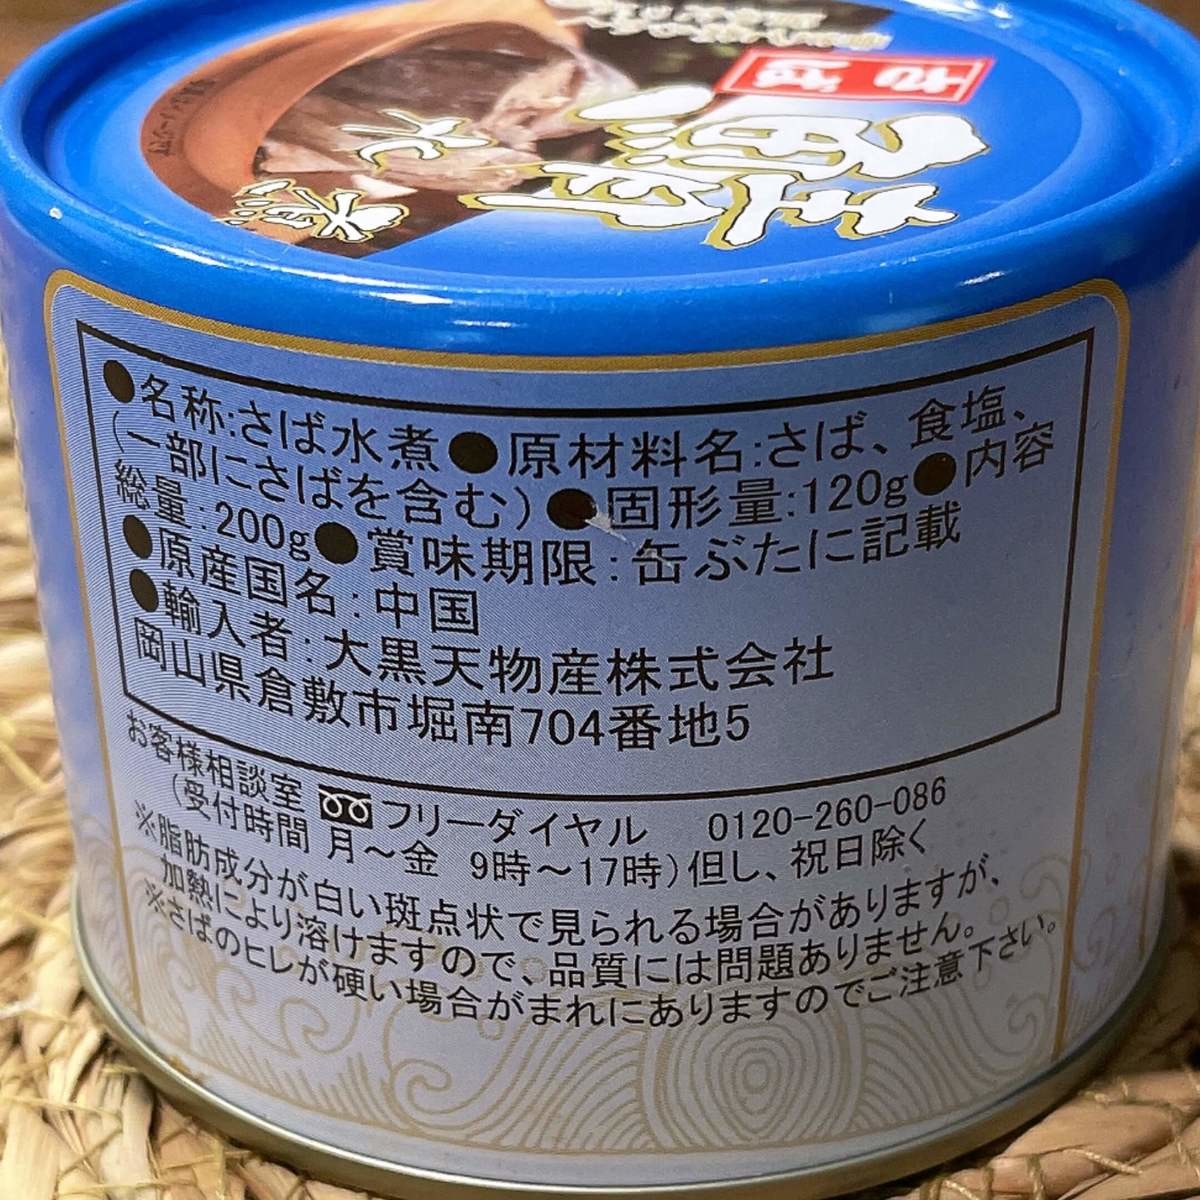 水煮
●名称:さば水煮●原材料名:さば、食塩、
(一部にさばを含む)●固形量:120g●内容
総量:200g●賞味期限:缶ぶたに記載
●原産国名:中国
●輸入者:大黒天物産株式会社
岡山県倉敷市堀南704番地5
お客様相談室 フリーダイヤル 0120-260-086
(受付時間 月〜金 9時〜17時)但し、祝日除く
※脂肪成分が白い斑点状で見られる場合がありますが、
加熱により溶けますので、品質には問題ありません。
※さばのヒレが硬い場合がまれにありますのでご注意下さい。